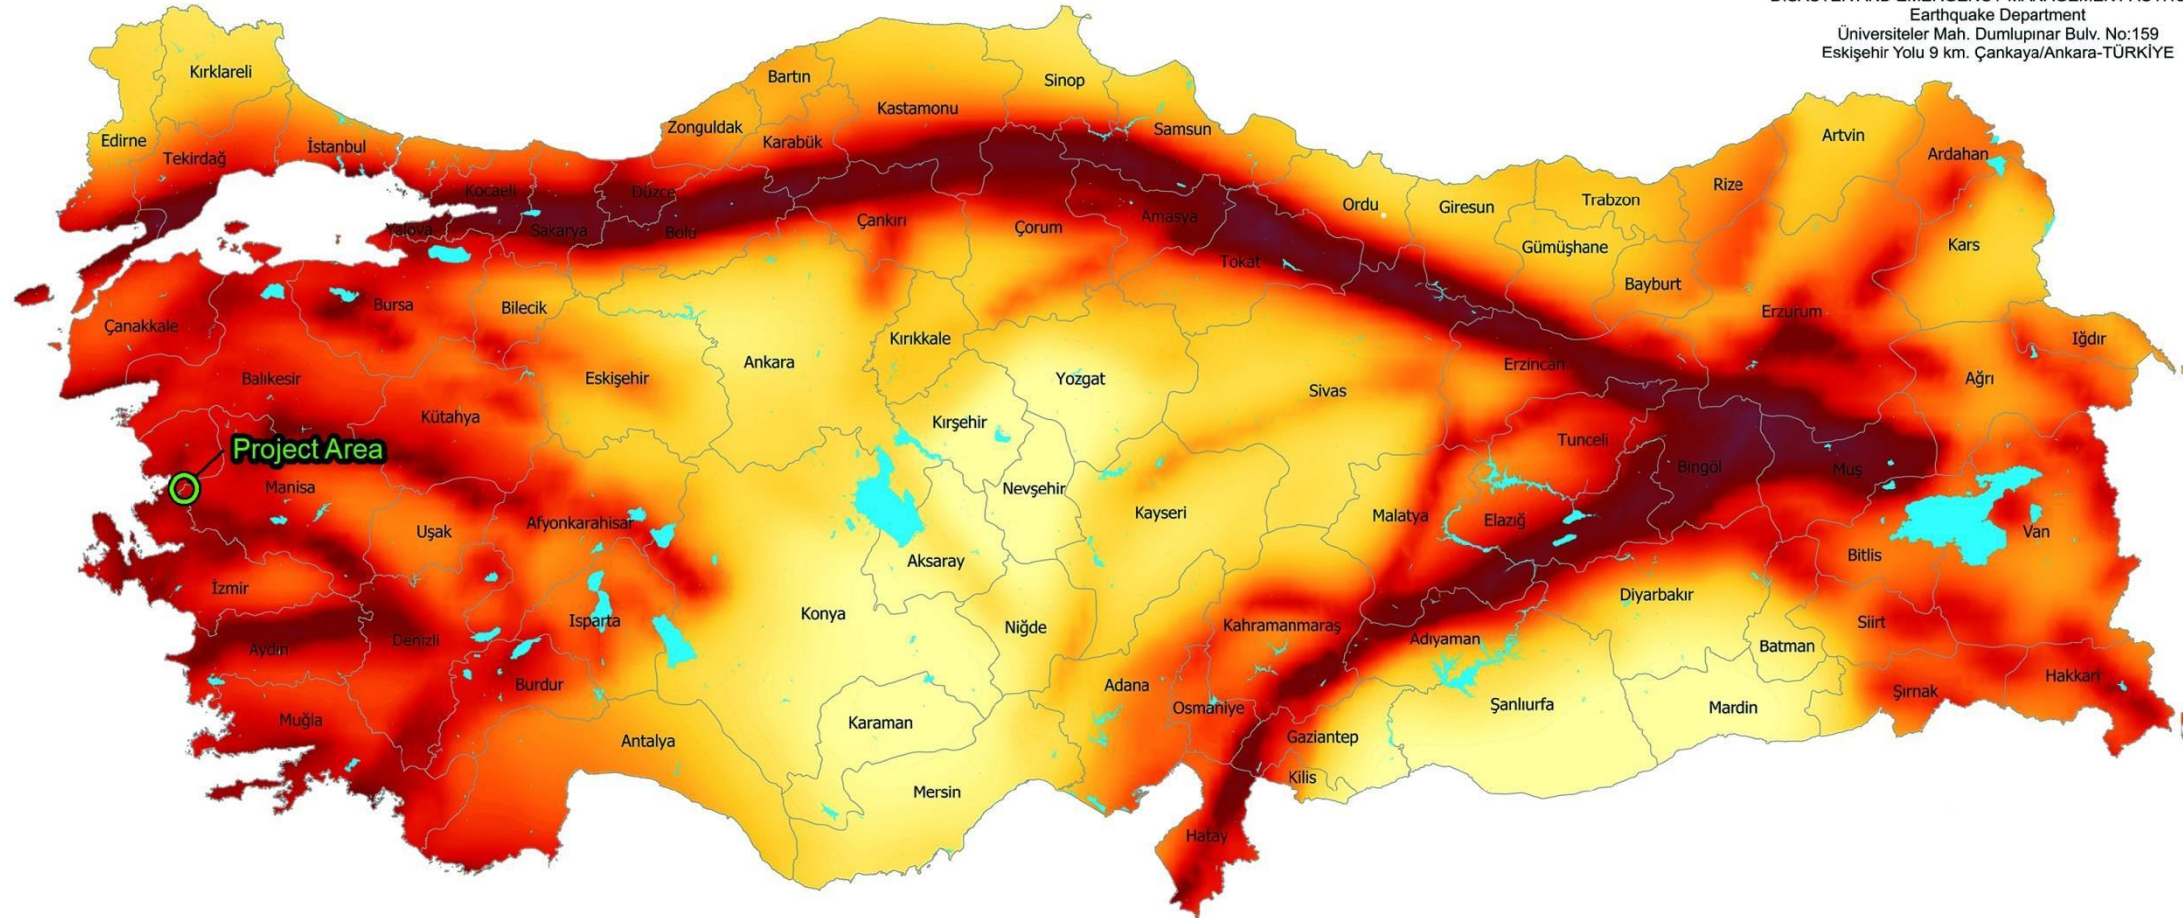 Earthquake Department
Üniversiteler Mah. Dumlupınar Bulv. No:159
Eskişehir Yolu 9 km. Çankaya/Ankara-TÜRKİYE
Kırklareli
Edirne
Tekirdağ
İstanbul
Kocaeli
Yalova
Sakarya
Düzce
Bolu
Zonguldak
Bartın
Karabük
Kastamonu
Sinop
Samsun
Çankırı
Çorum
Amasya
Tokat
Ordu
Giresun
Trabzon
Gümüşhane
Bayburt
Rize
Artvin
Ardahan
Kars
Erzurum
Iğdır
Ağrı
Çanakkale
Bursa
Bilecik
Balıkesir
Kütahya
Eskişehir
Ankara
Kırıkkale
Yozgat
Kırşehir
Sivas
Erzincan
Tunceli
Bingöl
Muş
Project Area
Manisa
Uşak
Afyonkarahisar
Nevşehir
Kayseri
Malatya
Elazığ
Van
Bitlis
Aksaray
İzmir
Isparta
Konya
Niğde
Kahramanmaraş
Adıyaman
Diyarbakır
Batman
Siirt
Aydın
Denizli
Burdur
Muğla
Antalya
Karaman
Mersin
Adana
Osmaniye
Gaziantep
Kilis
Şanlıurfa
Mardin
Şırnak
Hakkari
Hatay